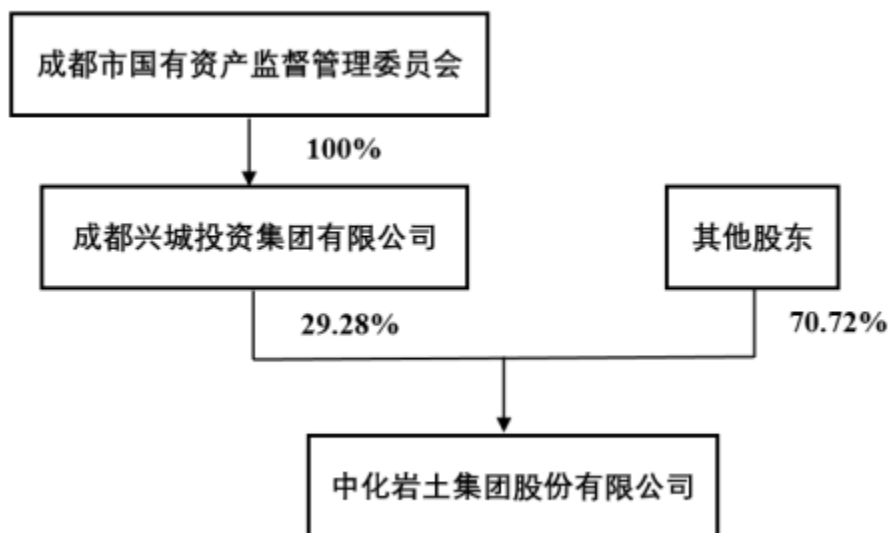 成都市国有资产监督管理委员会
100%
成都兴城投资集团有限公司
其他股东
29.28%
70.72%
中化岩土集团股份有限公司